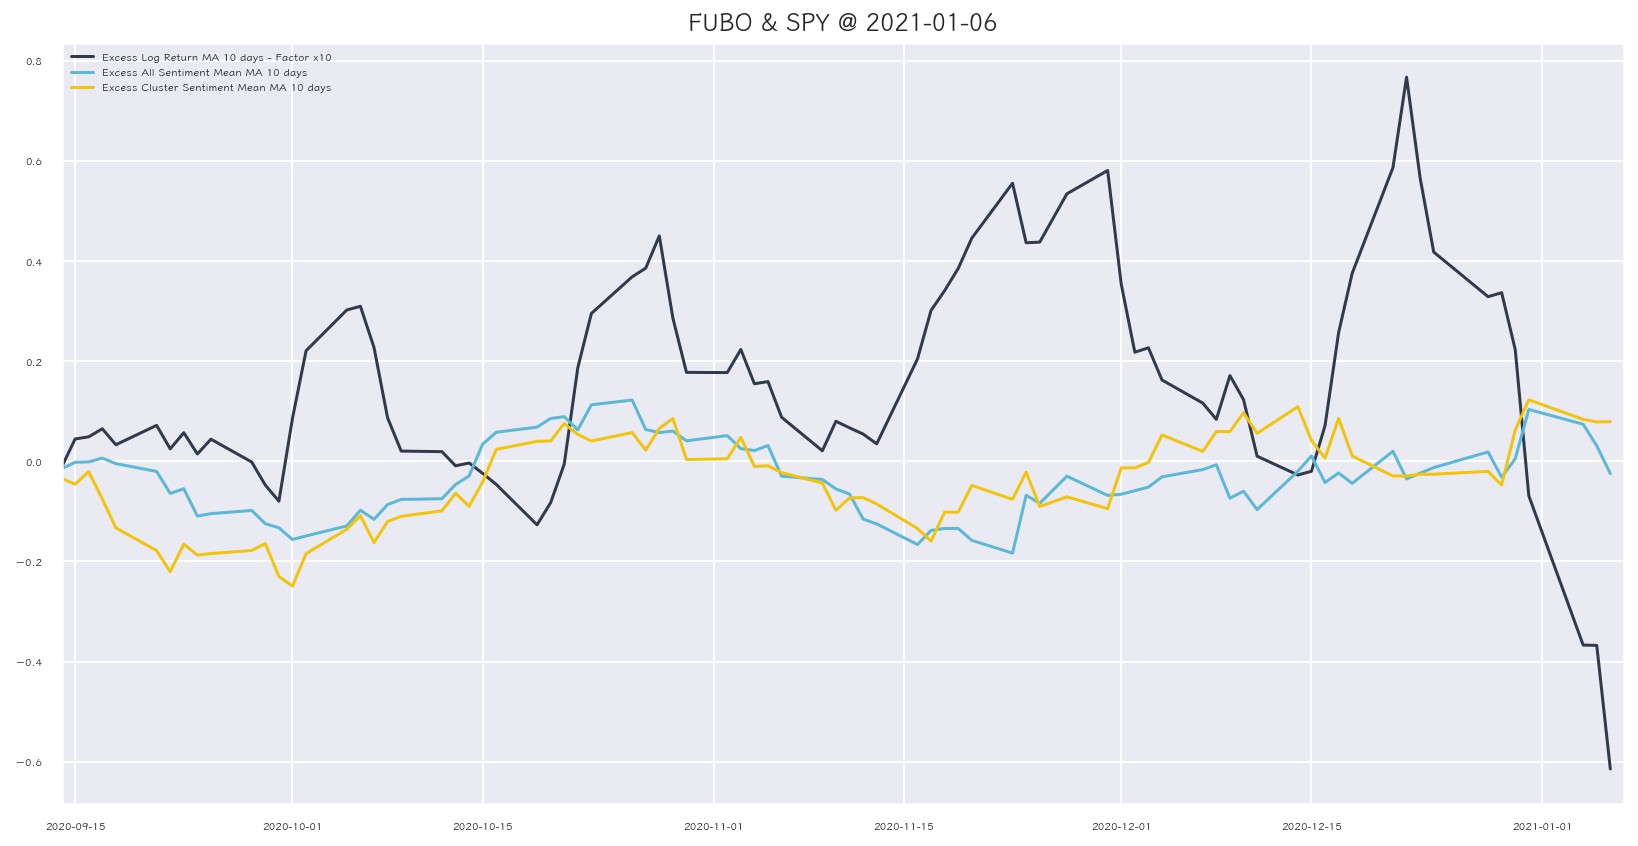 FUBO & SPY @ 2021-01-06
Excess Log Return MA 10 days - Factor x10
Excess All Sentiment Mean MA 10 days
Excess Cluster Sentiment Mean MA 10 days
0.8
0.6
0.4
0.2
0.0
−0.2
−0.4
−0.6
2020-09-15 2020-10-01 2020-10-15 2020-11-01 2020-11-15 2020-12-01 2020-12-15 2021-01-01